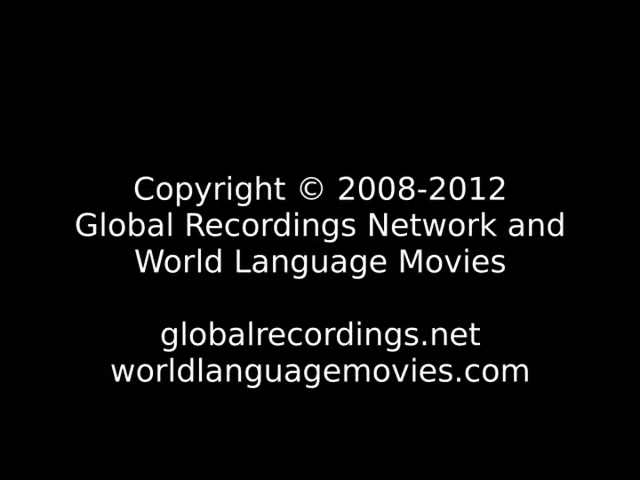 Copyright © 2008-2012
Global Recordings Network and
World Language Movies
globalrecordings.net
worldlanguagemovies.com